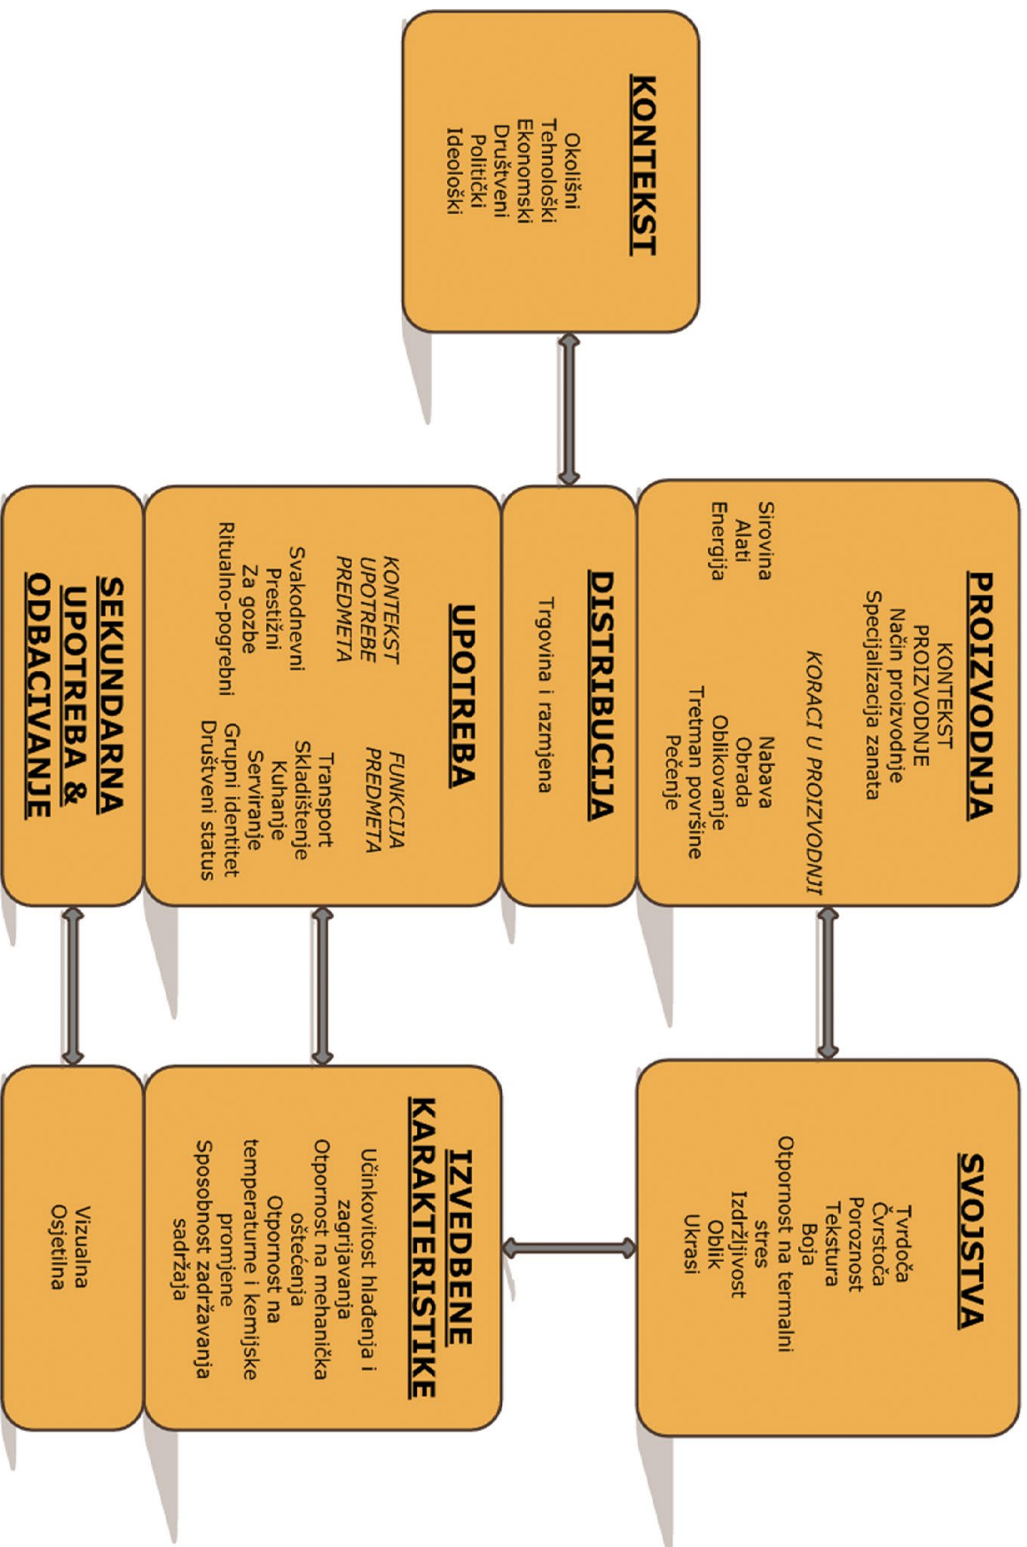 KONTEKST
Okolišni
Tehnološki
Ekonomski
Društveni
Politički
Ideološki
PROIZVODNJA
KONTEKST
PROIZVODNJE
Način proizvodnje
Specijalizacija zanata
KORACI U PROIZVODNJI
Sirovina
Alati
Energija
Nabava
Obrada
Oblikovanje
Tretman površine
Pečenje
DISTRIBUCIJA
Trgovina i razmjena
UPOTREBA
KONTEKST
UPOTREBE
PREDMETA
Svakodnevni
Prestižni
Za gozbe
Ritualno-pogrebni
FUNKCIJA
PREDMETA
Transport
Skladištenje
Kuhanje
Serviranje
Grupni identitet
Društveni status
SEKUNDARNA
UPOTREBA &
ODBACIVANJE
SVOJSTVA
Tvrdoča
Čvrstoča
Poroznost
Tekstura
Boja
Otpornost na termalni
stres
Izdržljivost
Oblik
Ukrasi
IZVEDBENE
KARAKTERISTIKE
Učinkovitost hlađenja i
zagrijavanja
Otpornost na mehanička
oštećenja
Otpornost na
temperaturne i kemijske
promjene
Sposobnost zadržavanja
sadržaja
Vizualna
Osjetilna